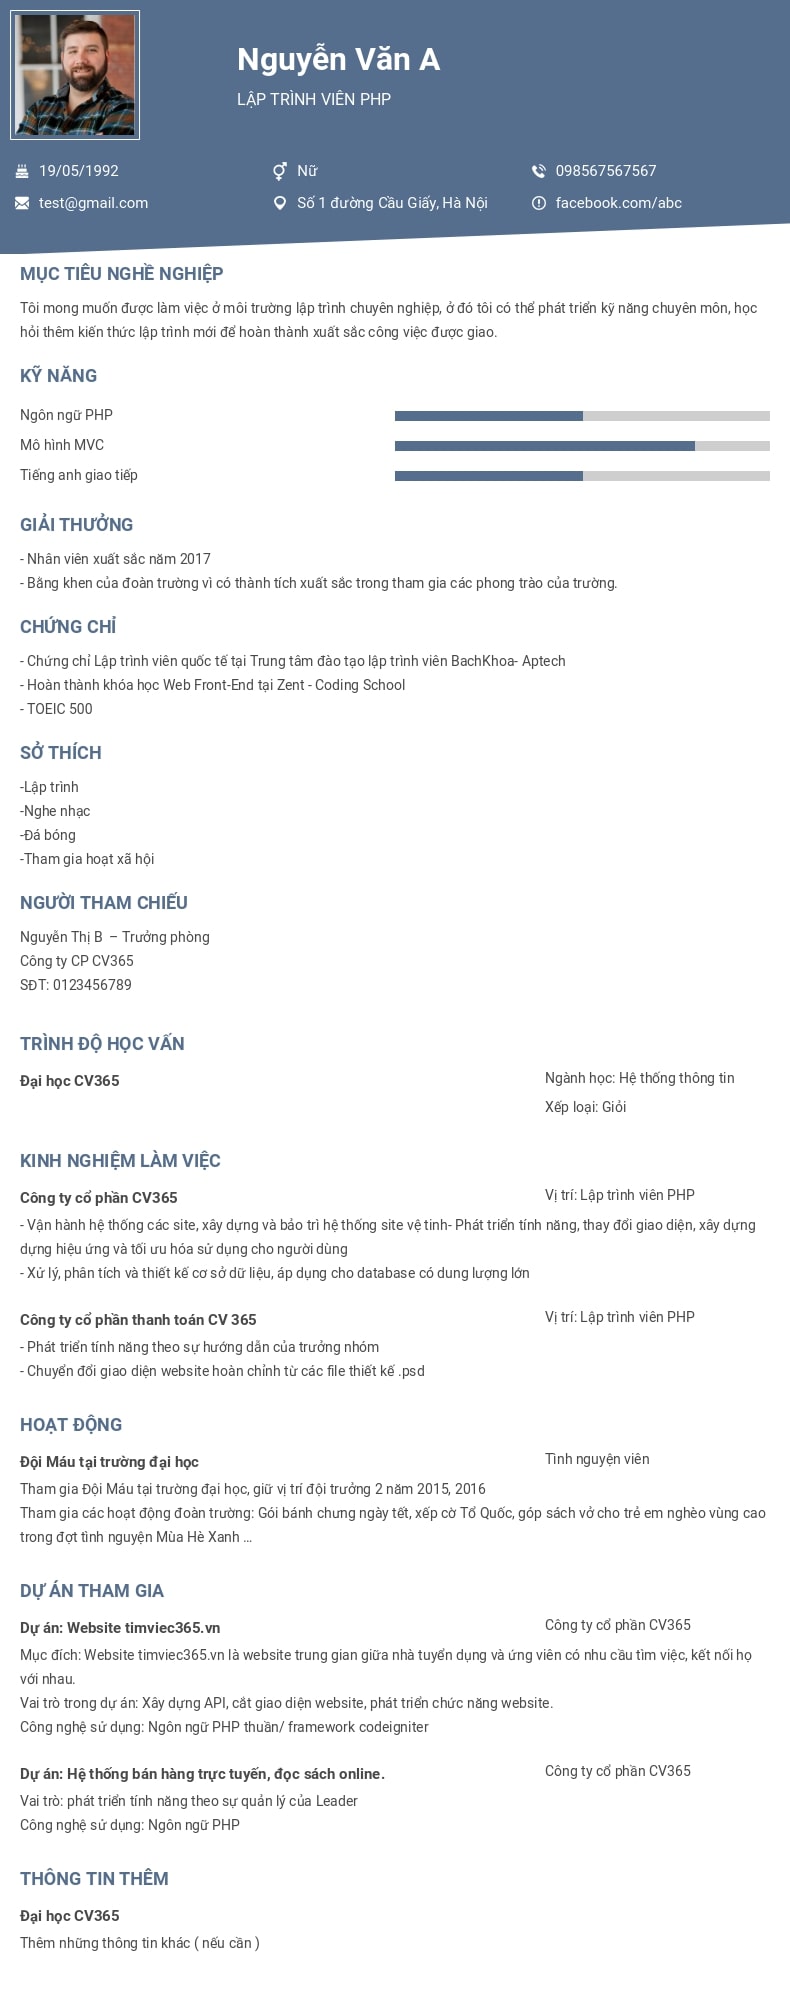 Nguyễn Văn A
LẬP TRÌNH VIÊN PHP
19/05/1992
Nữ
098567567567
test@gmail.com
Số 1 đường Cầu Giấy, Hà Nội
facebook.com/abc
MỤC TIÊU NGHỀ NGHIỆP
Tôi mong muốn được làm việc ở môi trường lập trình chuyên nghiệp, ở đó tôi có thể phát triển kỹ năng chuyên môn, học
hỏi thêm kiến thức lập trình mới để hoàn thành xuất sắc công việc được giao.
KỸ NĂNG
Ngôn ngữ PHP
Mô hình MVC
Tiếng anh giao tiếp
GIẢI THƯỞNG
- Nhân viên xuất sắc năm 2017
- Bằng khen của đoàn trường vì có thành tích xuất sắc trong tham gia các phong trào của trường.
CHỨNG CHỈ
- Chứng chỉ Lập trình viên quốc tế tại Trung tâm đào tạo lập trình viên BachKhoa- Aptech
- Hoàn thành khóa học Web Front-End tại Zent - Coding School
- TOEIC 500
SỞ THÍCH
-Lập trình
-Nghe nhạc
-Đá bóng
-Tham gia hoạt xã hội
NGƯỜI THAM CHIẾU
Nguyễn Thị B – Trưởng phòng
Công ty CP CV365
SĐT: 0123456789
TRÌNH ĐỘ HỌC VẤN
Đại học CV365
Ngành học: Hệ thống thông tin
Xếp loại: Giỏi
KINH NGHIỆM LÀM VIỆC
Công ty cổ phần CV365
Vị trí: Lập trình viên PHP
- Vận hành hệ thống các site, xây dựng và bảo trì hệ thống site vệ tinh- Phát triển tính năng, thay đổi giao diện, xây dựng
dựng hiệu ứng và tối ưu hóa sử dụng cho người dùng
- Xử lý, phân tích và thiết kế cơ sở dữ liệu, áp dụng cho database có dung lượng lớn
Công ty cổ phần thanh toán CV 365
Vị trí: Lập trình viên PHP
- Phát triển tính năng theo sự hướng dẫn của trưởng nhóm
- Chuyển đổi giao diện website hoàn chỉnh từ các file thiết kế .psd
HOẠT ĐỘNG
Đội Máu tại trường đại học
Tình nguyện viên
Tham gia Đội Máu tại trường đại học, giữ vị trí đội trưởng 2 năm 2015, 2016
Tham gia các hoạt động đoàn trường: Gói bánh chưng ngày tết, xếp cờ Tổ Quốc, góp sách vở cho trẻ em nghèo vùng cao
trong đợt tình nguyện Mùa Hè Xanh ...
DỰ ÁN THAM GIA
Dự án: Website timviec365.vn
Công ty cổ phần CV365
Mục đích: Website timviec365.vn là website trung gian giữa nhà tuyển dụng và ứng viên có nhu cầu tìm việc, kết nối họ
với nhau.
Vai trò trong dự án: Xây dựng API, cắt giao diện website, phát triển chức năng website.
Công nghệ sử dụng: Ngôn ngữ PHP thuần/ framework codeigniter
Dự án: Hệ thống bán hàng trực tuyến, đọc sách online.
Công ty cổ phần CV365
Vai trò: phát triển tính năng theo sự quản lý của Leader
Công nghệ sử dụng: Ngôn ngữ PHP
THÔNG TIN THÊM
Đại học CV365
Thêm những thông tin khác ( nếu cần )